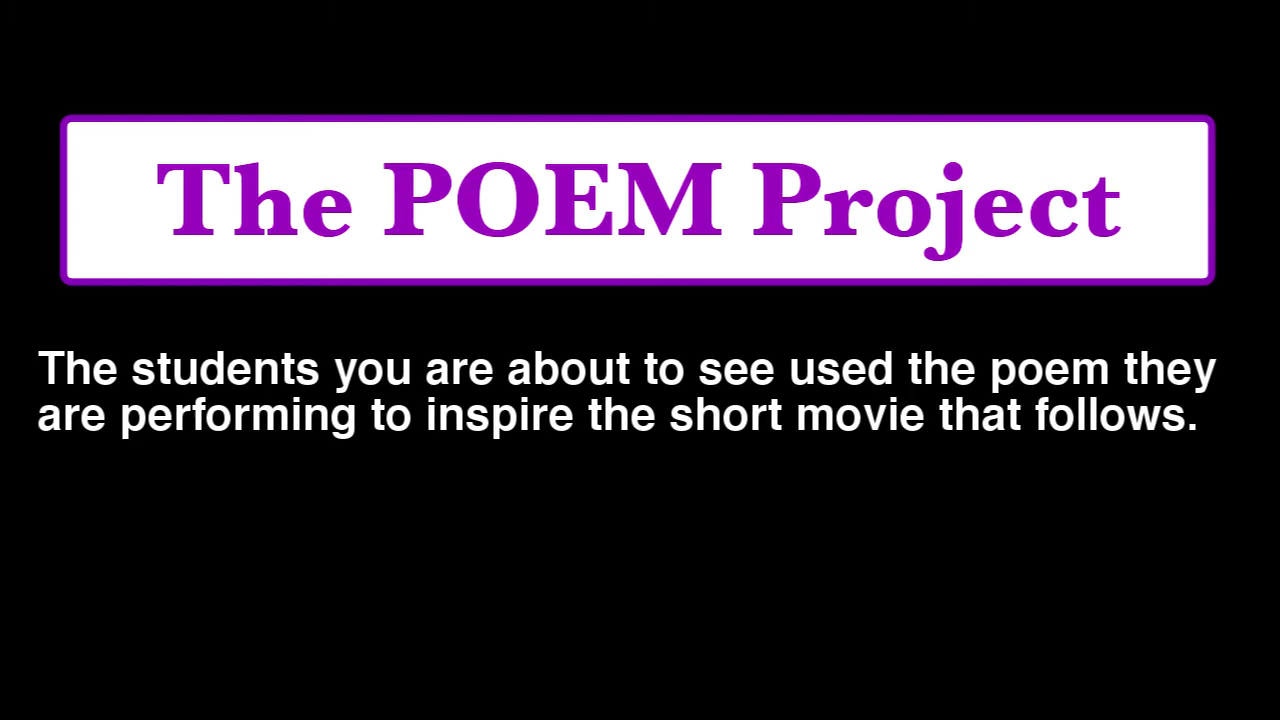 The POEM Project
The students you are about to see used the poem they
are performing to inspire the short movie that follows.